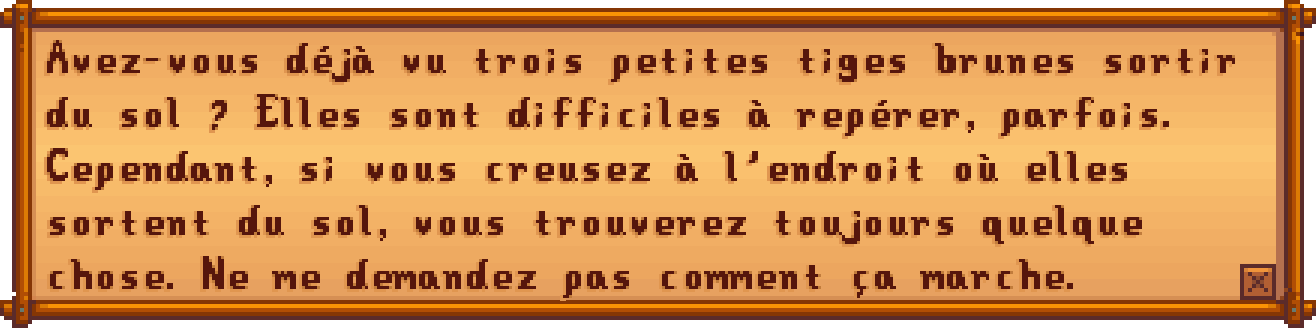 Avez-vous déjà vu trois petites tiges brunes sortir
du sol ? Elles sont difficiles à repérer, parfois.
Cependant, si vous creusez à l'endroit où elles
sortent du sol, vous trouverez toujours quelque
chose. Ne me demandez pas comment ça marche.